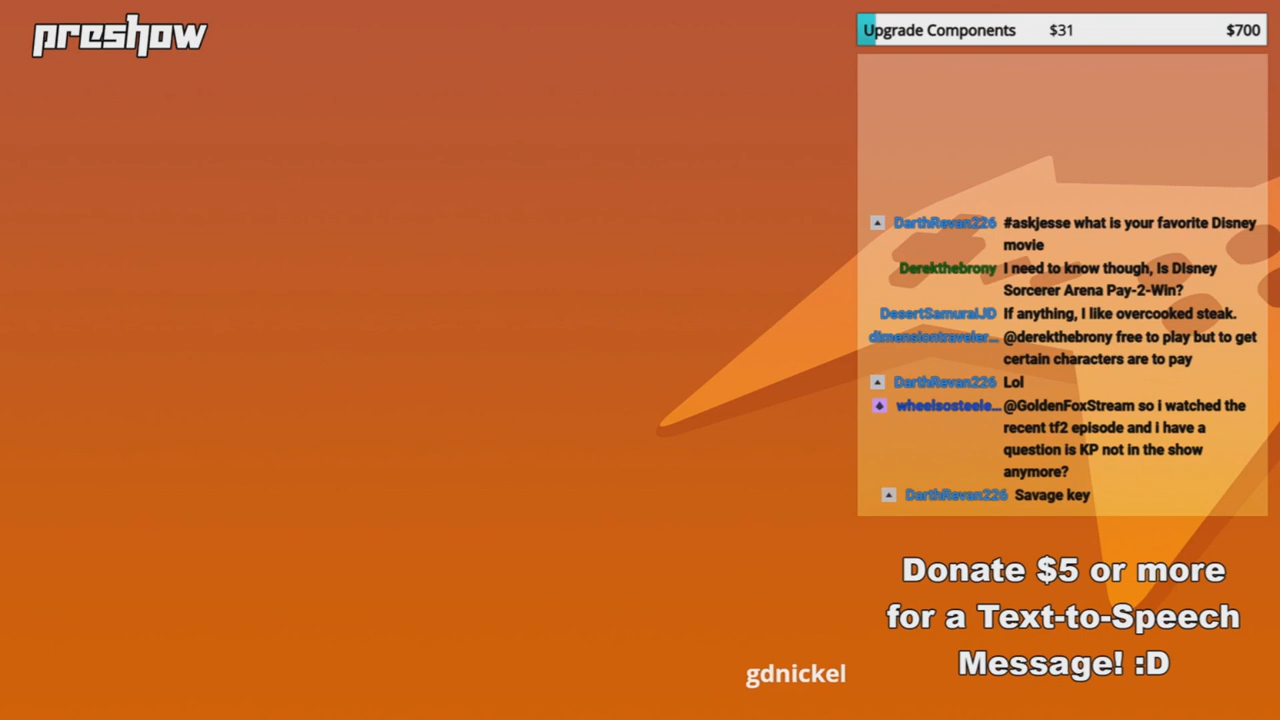 preshow
Upgrade Components $31 $700
DarthRevan226 #askjesse what is your favorite Disney
movie
Derekthebrony I need to know though, is Disney
Sorcerer Arena Pay-2-Win?
DesertSamuraiJD If anything, I like overcooked steak.
dimensiontraveler... @derekthebrony free to play but to get
certain characters are to pay
DarthRevan226 Lol
wheelsosteele... @GoldenFoxStream so i watched the
recent tf2 episode and i have a
question is KP not in the show
anymore?
DarthRevan226 Savage key
Donate $5 or more
for a Text-to-Speech
Message! :D
gdnickel